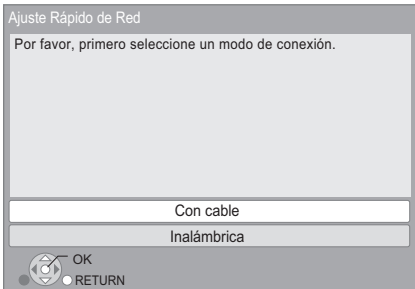 Ajuste Rápido de Red
Por favor, primero seleccione un modo de conexión.
Con cable
Inalámbrica
OK
RETURN